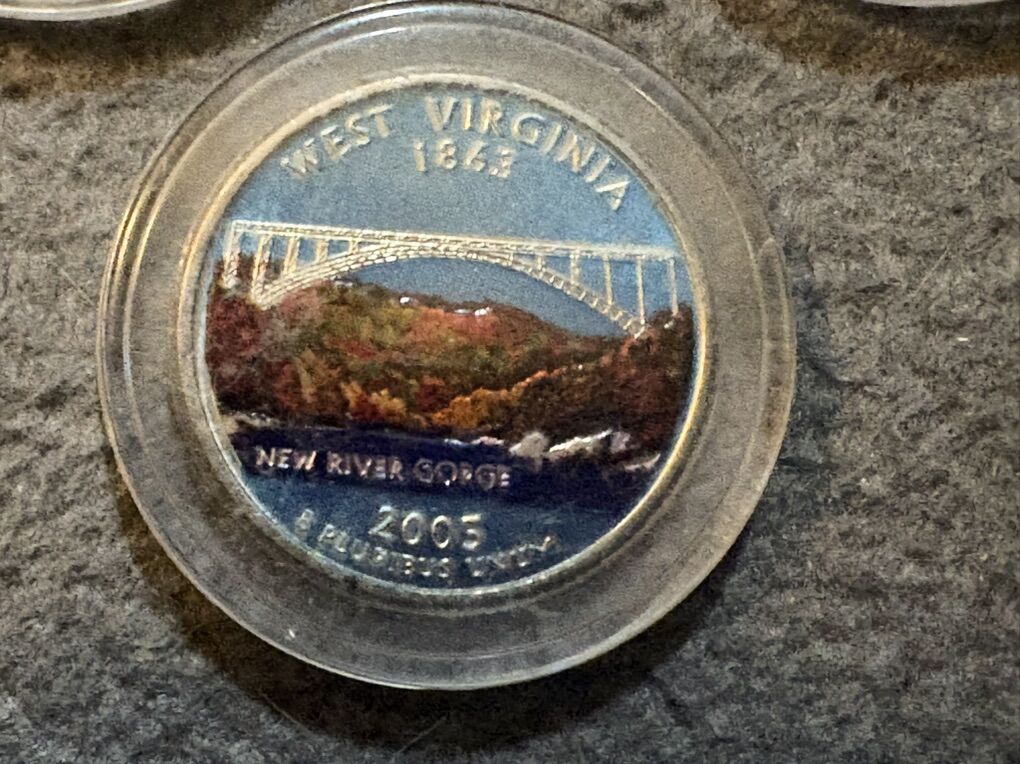 WEST VIRGINIA
1863
NEW RIVER GORGE
2005
E PLURIBUS UNUM